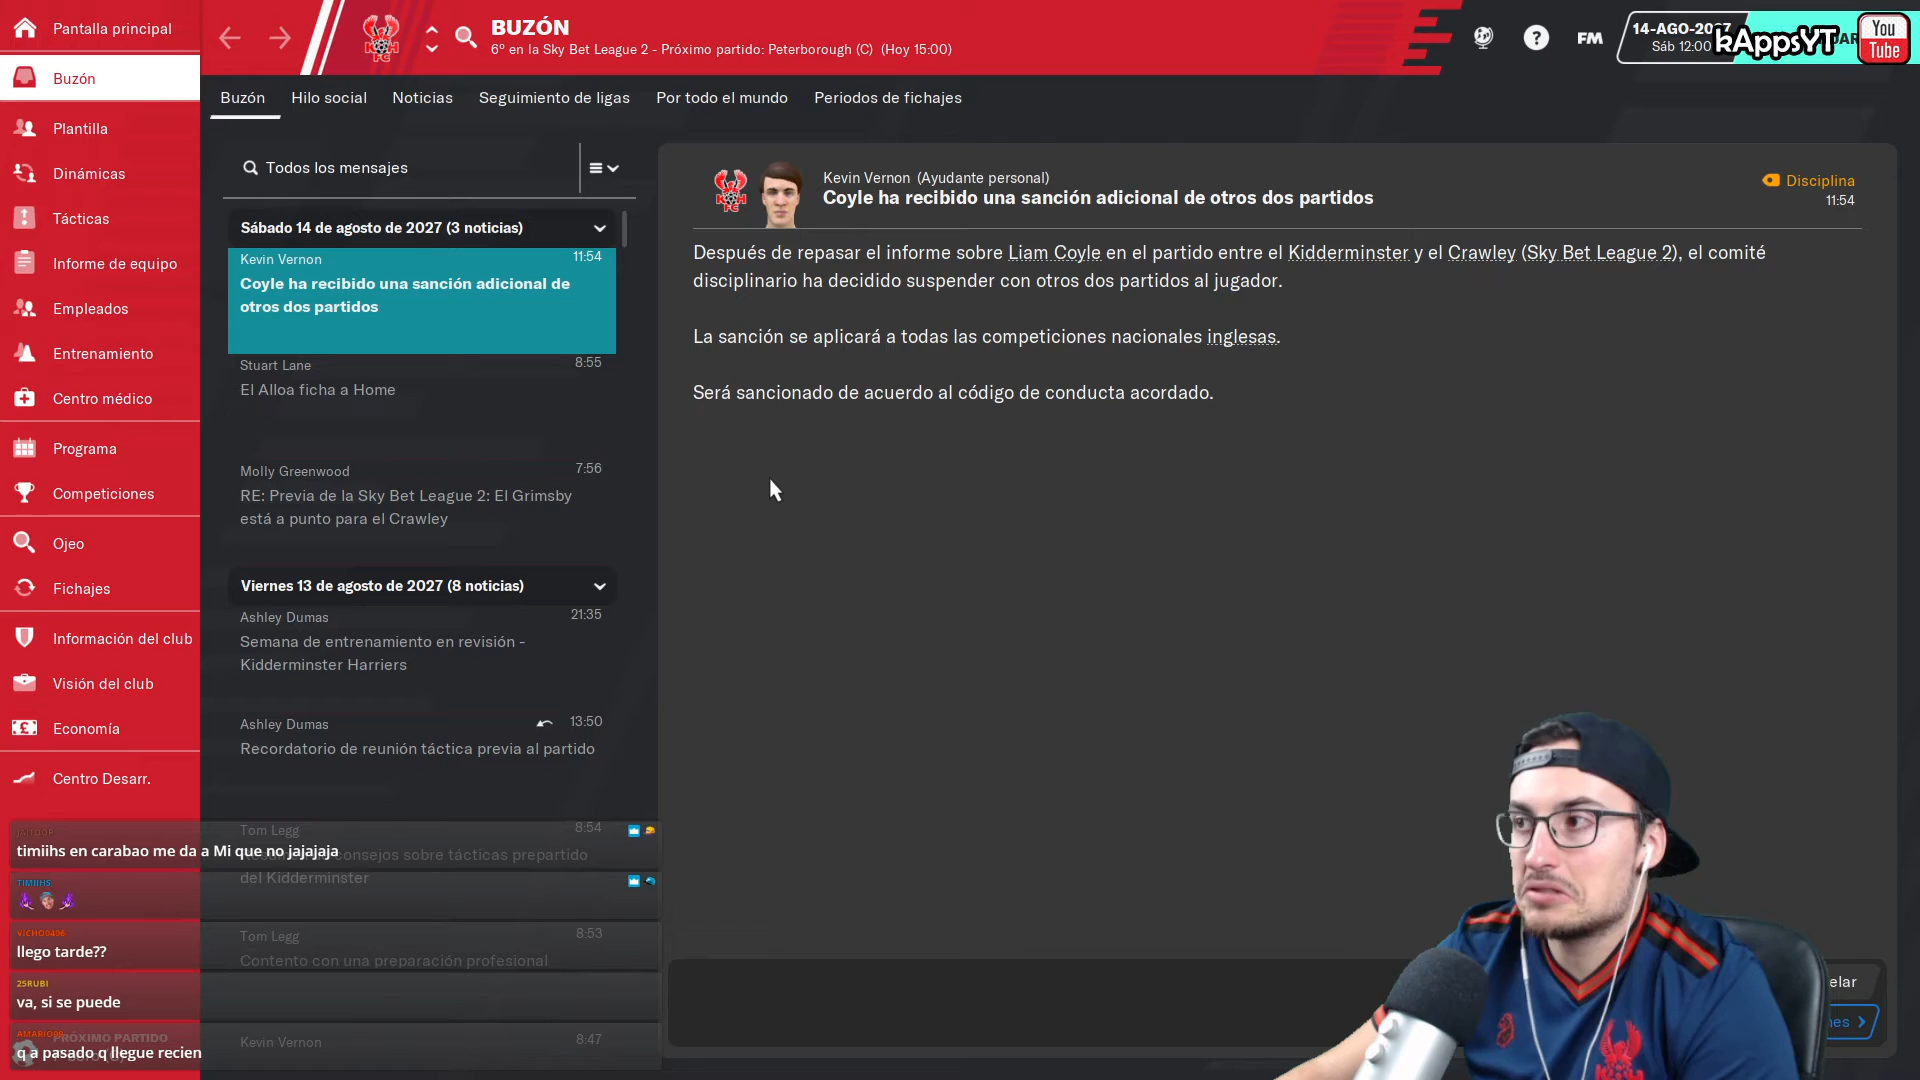 Pantalla principal
Buzón
Plantilla
Dinámicas
Tácticas
Informe de equipo
Empleados
Entrenamiento
Centro médico
Programa
Competiciones
Ojeo
Fichajes
Información del club
Visión del club
Economía
Centro Desarr.
BUZÓN
6º en la Sky Bet League 2 - Próximo partido: Peterborough (C) (Hoy 15:00)
FM
Sáb 12:00
kAppsYT
You
Tube
Buzón
Hilo social
Noticias
Seguimiento de ligas
Por todo el mundo
Periodos de fichajes
Todos los mensajes
Sábado 14 de agosto de 2027 (3 noticias)
Kevin Vernon
11:54
Coyle ha recibido una sanción adicional de
otros dos partidos
Stuart Lane
8:55
El Alloa ficha a Home
Molly Greenwood
7:56
RE: Previa de la Sky Bet League 2: El Grimsby
está a punto para el Crawley
Viernes 13 de agosto de 2027 (8 noticias)
Ashley Dumas
21:35
Semana de entrenamiento en revisión -
Kidderminster Harriers
Ashley Dumas
13:50
Recordatorio de reunión táctica previa al partido
Tom Legg
8:54
consejos sobre tácticas prepartido
del Kidderminster
Tom Legg
8:53
Contento con una preparación profesional
Kevin Vernon
8:47
Kevin Vernon (Ayudante personal)
Coyle ha recibido una sanción adicional de otros dos partidos
Disciplina
11:54
Después de repasar el informe sobre Liam Coyle en el partido entre el Kidderminster y el Crawley (Sky Bet League 2), el comité
disciplinario ha decidido suspender con otros dos partidos al jugador.
La sanción se aplicará a todas las competiciones nacionales inglesas.
Será sancionado de acuerdo al código de conducta acordado.
timiihs en carabao me da a Mi que no jajajaja
TIMIIHS
VICHO0406
llego tarde??
25RUBI
va, si se puede
PRÓXIMO PARTIDO
q a pasado q llegue recien